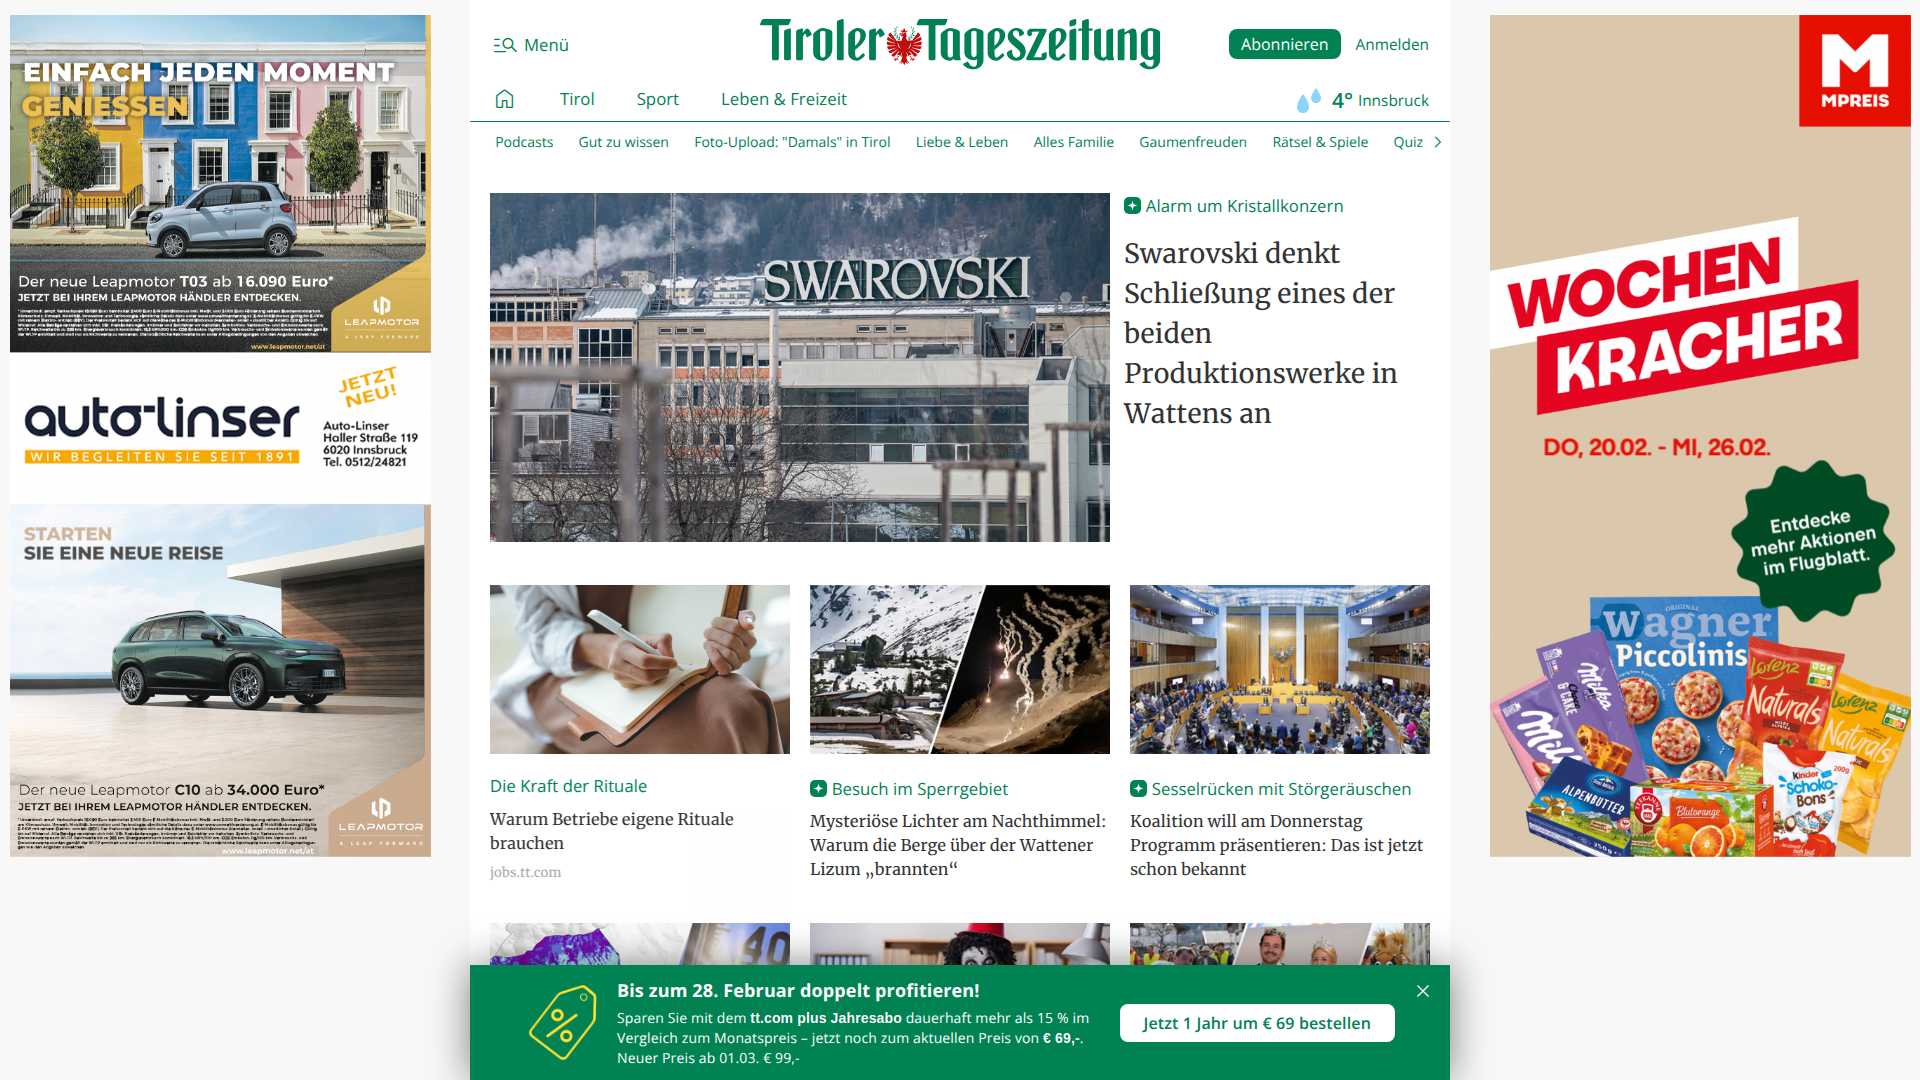 EINFACH JEDEN MOMENT
GENIESSEN
Der neue Leapmotor T03 ab 16.090 Euro*
JETZT BEI IHREM LEAPMOTOR HÄNDLER ENTDECKEN.
LEAPMOTOR
A LEAP FORWARD
www.leapmotor.net/at
JETZT
NEU!
auto-linser
WIR BEGLEITEN SIE SEIT 1891
Auto-Linser
Haller Straße 119
6020 Innsbruck
Tel. 0512/24821
STARTEN
SIE EINE NEUE REISE
Der neue Leapmotor C10 ab 34.000 Euro*
JETZT BEI IHREM LEAPMOTOR HÄNDLER ENTDECKEN.
LEAPMOTOR
A LEAP FORWARD
www.leapmotor.net/at
Menü
Tiroler Tageszeitung
Abonnieren
Anmelden
Tirol
Sport
Leben & Freizeit
4° Innsbruck
Podcasts
Gut zu wissen
Foto-Upload: "Damals" in Tirol
Liebe & Leben
Alles Familie
Gaumenfreuden
Rätsel & Spiele
Quiz
SWAROVSKI
Alarm um Kristallkonzern
Swarovski denkt
Schließung eines der
beiden
Produktionswerke in
Wattens an
Die Kraft der Rituale
Warum Betriebe eigene Rituale
brauchen
jobs.tt.com
Besuch im Sperrgebiet
Mysteriöse Lichter am Nachthimmel:
Warum die Berge über der Wattener
Lizum „brannten“
Sesselrücken mit Störgeräuschen
Koalition will am Donnerstag
Programm präsentieren: Das ist jetzt
schon bekannt
40
Bis zum 28. Februar doppelt profitieren!
Sparen Sie mit dem tt.com plus Jahresabo dauerhaft mehr als 15 % im
Vergleich zum Monatspreis – jetzt noch zum aktuellen Preis von € 69,-.
Neuer Preis ab 01.03. € 99,-
Jetzt 1 Jahr um € 69 bestellen
M
MPREIS
WOCHEN
KRACHER
DO, 20.02. - MI, 26.02.
Entdecke
mehr Aktionen
im Flugblatt.
ORIGINAL
Wagner
Piccolinis
Milka
Lorenz
Naturals
Lorenz
Naturals
ALPENBUTTER
250g
TEEKANNE
Blutorange
Kinder
Schoko-
Bons
200g